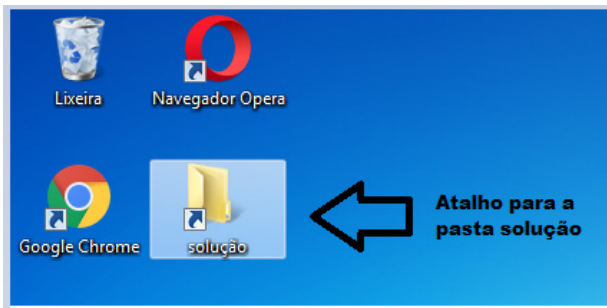 Lixeira
Navegador Opera
Google Chrome
solução
Atalho para a
pasta solução